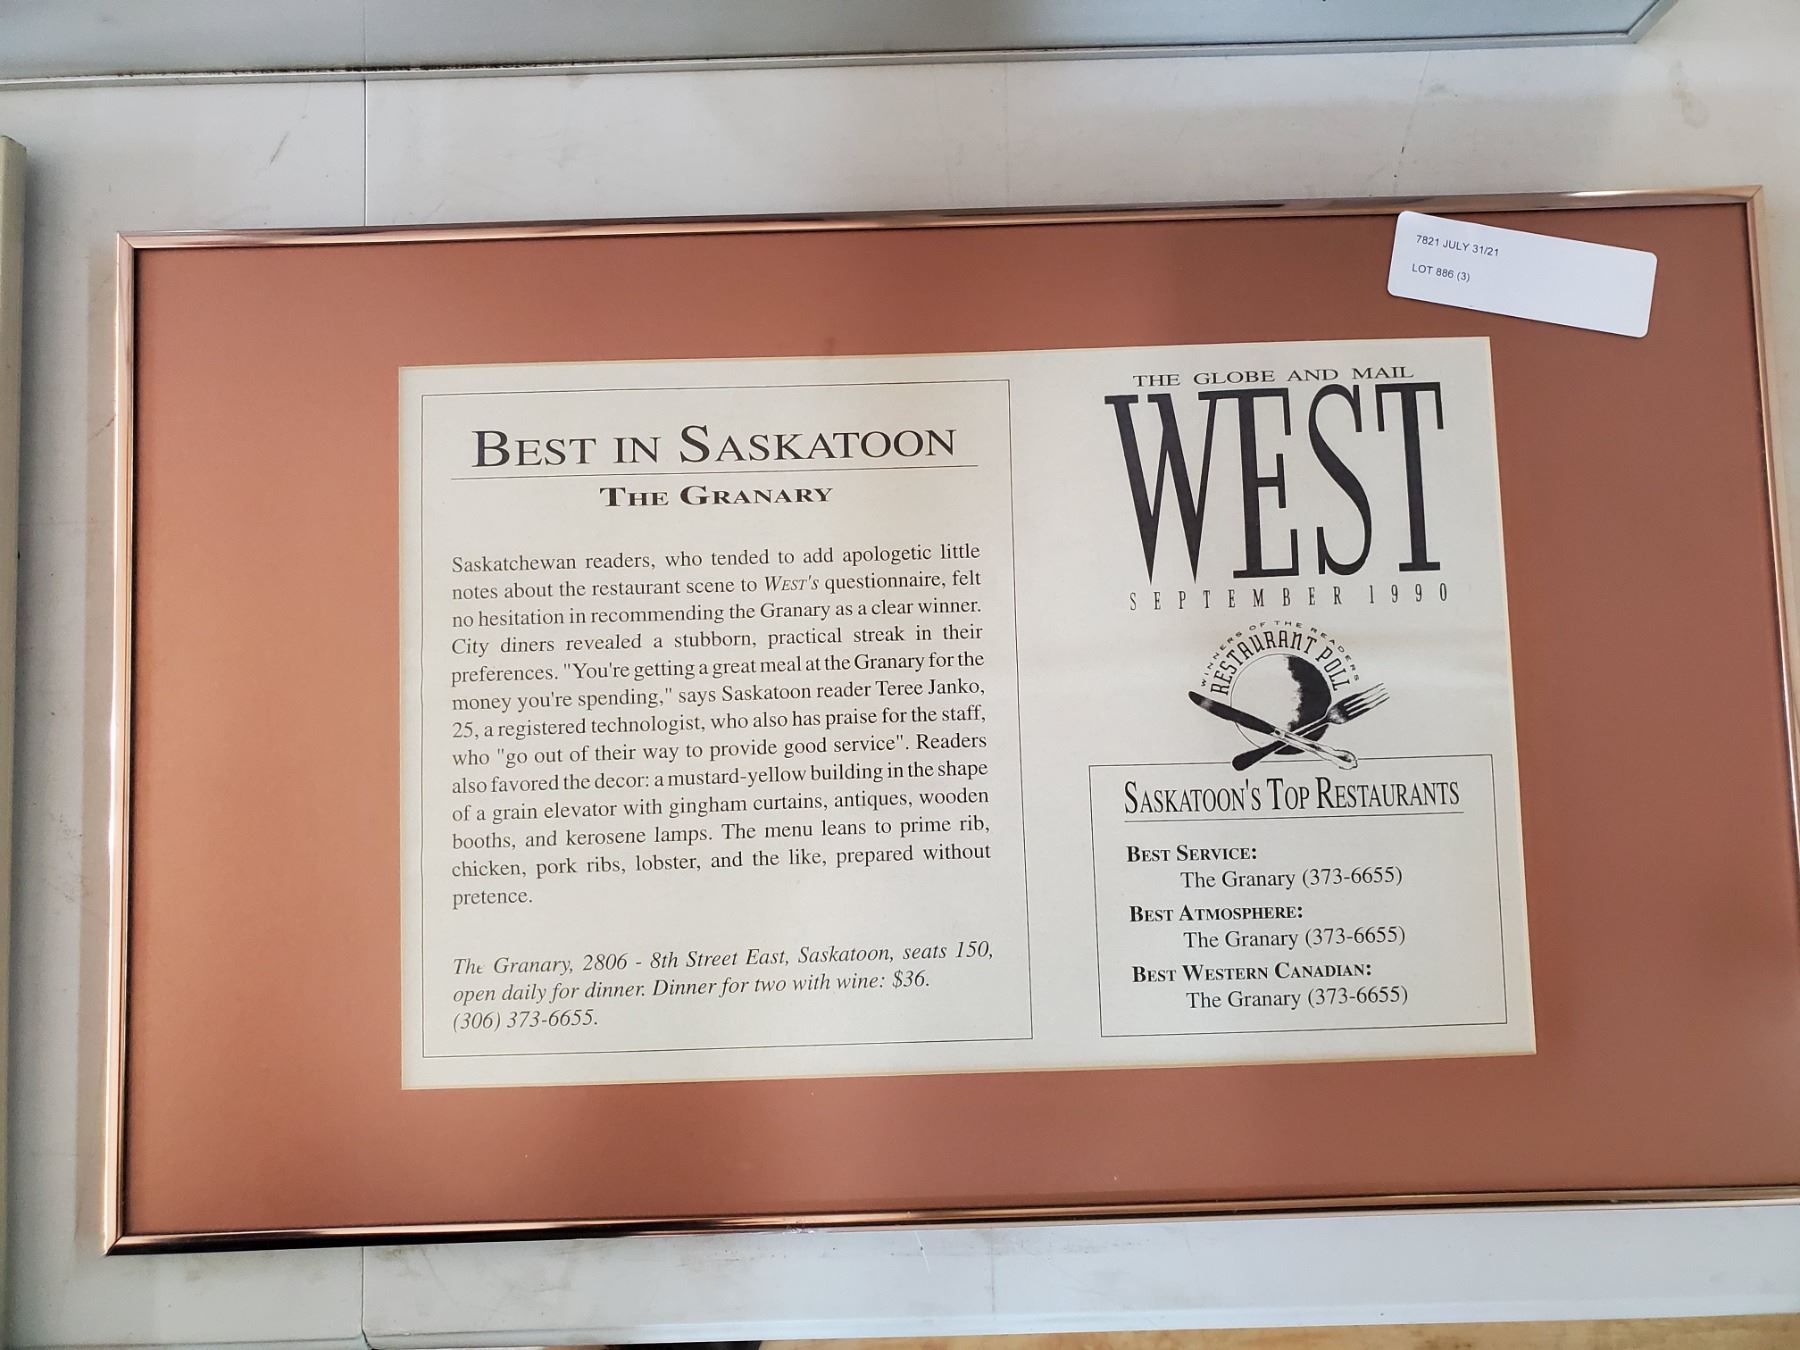 7821 JULY 31/21
LOT 886 (3)
BEST IN SASKATOON
THE GRANARY
Saskatchewan readers, who tended to add apologetic little
notes about the restaurant scene to WEST'S questionnaire, felt
no hesitation in recommending the Granary as a clear winner.
City diners revealed a stubborn, practical streak in their
preferences. "You're getting a great meal at the Granary for the
money you're spending," says Saskatoon reader Teree Janko,
25, a registered technologist, who also has praise for the staff,
who "go out of their way to provide good service". Readers
also favored the decor: a mustard-yellow building in the shape
of a grain elevator with gingham curtains, antiques, wooden
booths, and kerosene lamps. The menu leans to prime rib,
chicken, pork ribs, lobster, and the like, prepared without
pretence.
The Granary, 2806 - 8th Street East, Saskatoon, seats 150,
open daily for dinner. Dinner for two with wine: $36.
(306) 373-6655.
THE GLOBE AND MAIL
WEST
SEPTEMBER 1990
WINNERS OF THE READERS
RESTAURANT POLL
SASKATOON'S TOP RESTAURANTS
BEST SERVICE:
The Granary (373-6655)
BEST ATMOSPHERE:
The Granary (373-6655)
BEST WESTERN CANADIAN:
The Granary (373-6655)